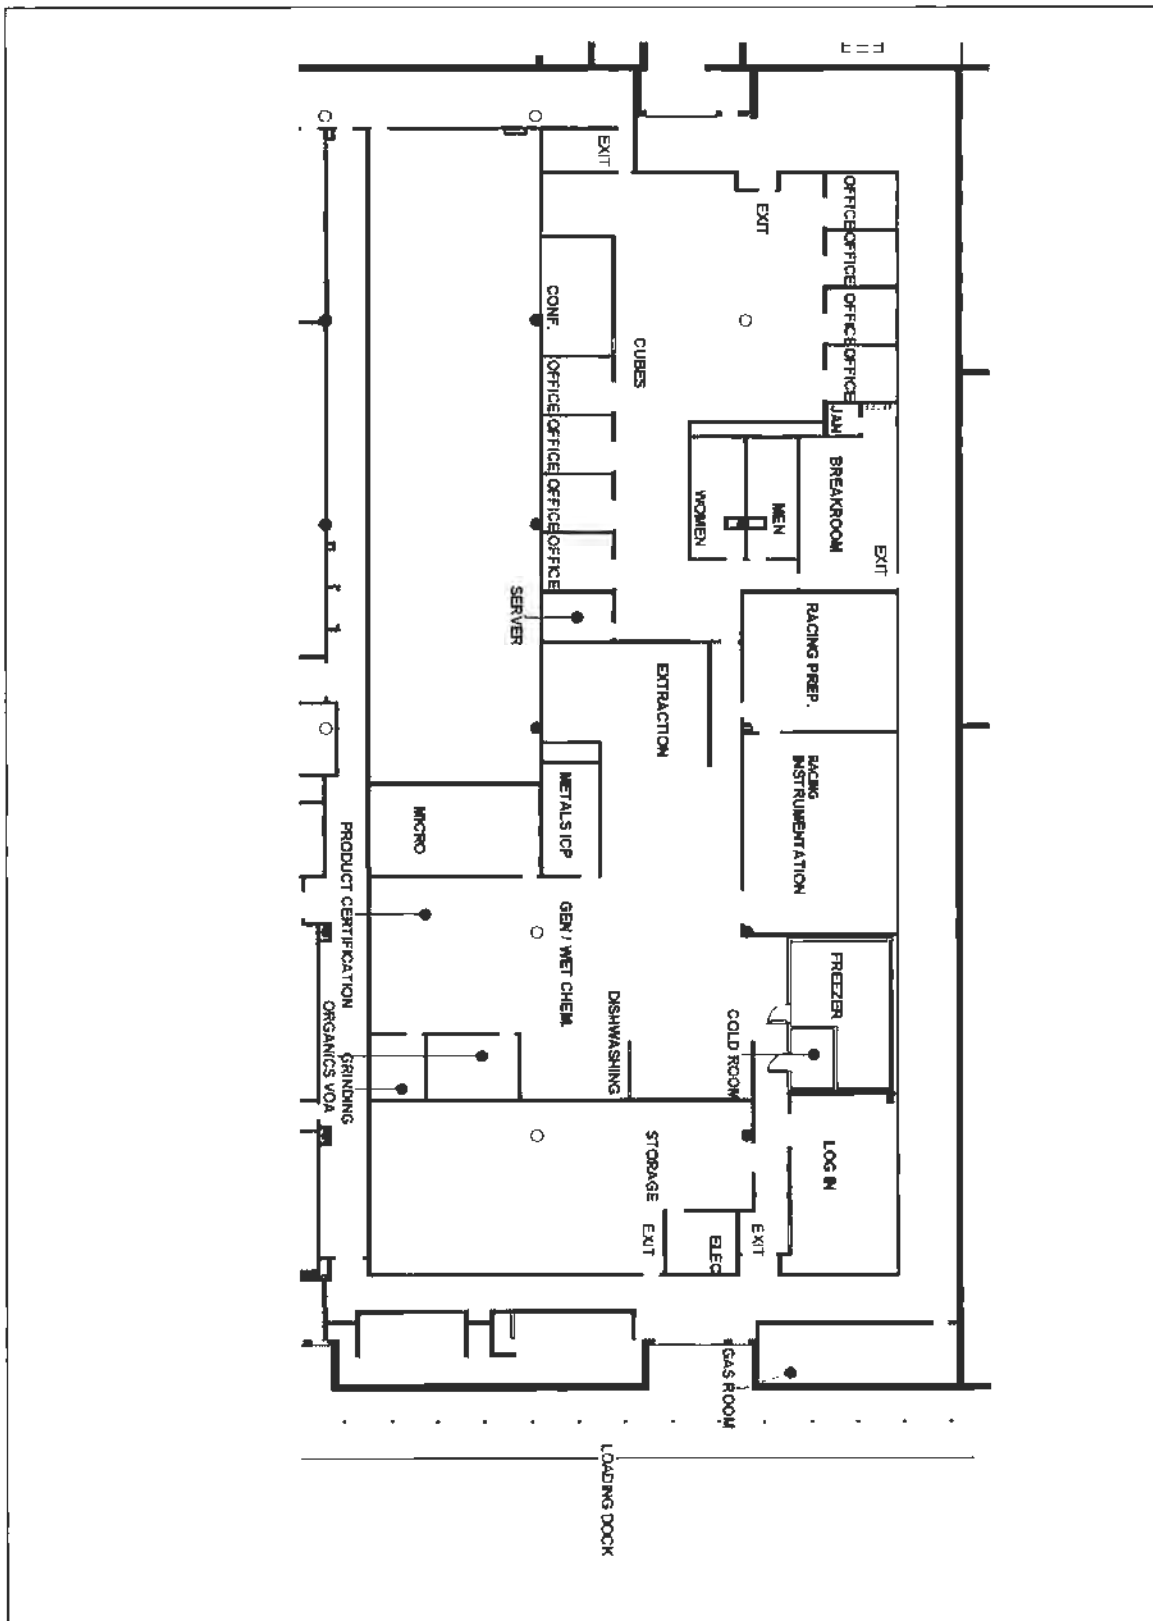 OFFICE
OFFICE
OFFICE
OFFICE
JAN
BREAKROOM
EXIT
RACING PREP.
RACING
INSTRUMENTATION
FREEZER
LOG IN
EXIT
MEN
WOMEN
COLD ROOM
EXIT
ELEC
GAS ROOM
EXIT
CUBES
EXTRACTION
DISHWASHING
STORAGE
EXIT
CONF.
OFFICE
OFFICE
OFFICE
OFFICE
SERVER
METALS ICP
GEN / WET CHEM.
LOADING DOCK
MICRO
PRODUCT CERTIFICATION
GRINDING
ORGANICS VOA